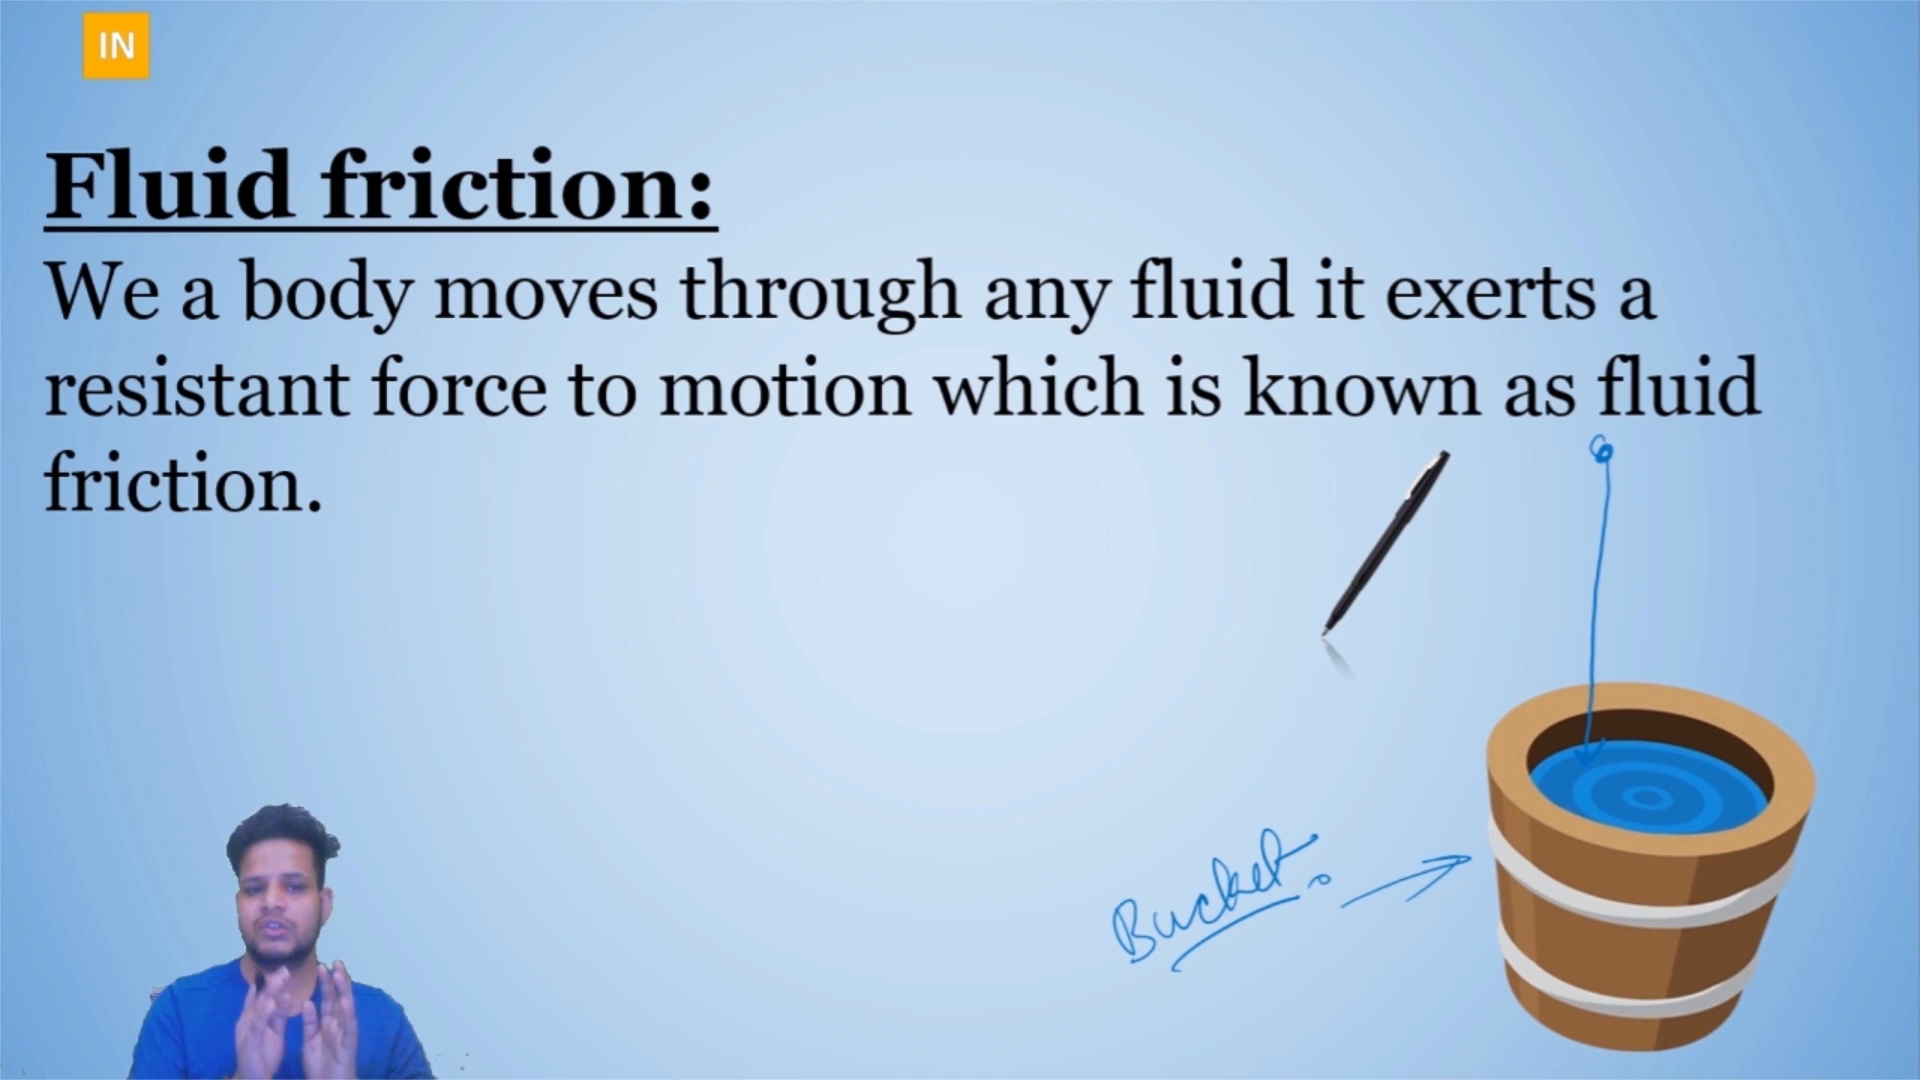 IN
Fluid friction:
We a body moves through any fluid it exerts a
resistant force to motion which is known as fluid
friction.
Bucket